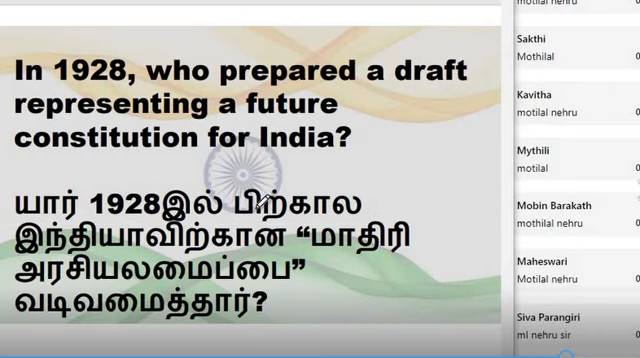 In 1928, who prepared a draft
representing a future
constitution for India?
யார் 1928இல் பிற்கால
இந்தியாவிற்கான “மாதிரி
அரசியலமைப்பை”
வடிவமைத்தார்?
motilal nehru
Sakthi
Mothilal
Kavitha
motilal nehru
Mythili
motilal
Mobin Barakath
mothilal nehru
Maheswari
Motilal nehru
Siva Parangiri
ml nehru sir